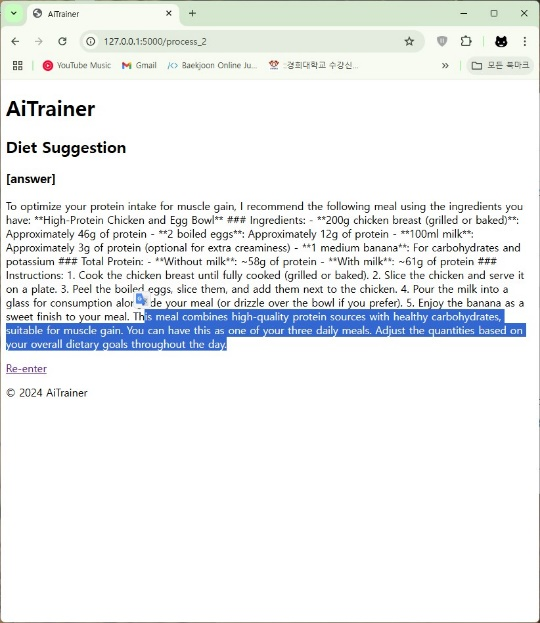 AiTrainer
127.0.0.1:5000/process_2
YouTube Music
Gmail
Baekjoon Online Ju...
::경희대학교 수강신...
모든 북마크
AiTrainer
Diet Suggestion
[answer]
To optimize your protein intake for muscle gain, I recommend the following meal using the ingredients you
have: **High-Protein Chicken and Egg Bowl** ### Ingredients: - **200g chicken breast (grilled or baked)**:
Approximately 46g of protein - **2 boiled eggs**: Approximately 12g of protein - **100ml milk**:
Approximately 3g of protein (optional for extra creaminess) - **1 medium banana**: For carbohydrates and
potassium ### Total Protein: - **Without milk**: ~58g of protein - **With milk**: ~61g of protein ###
Instructions: 1. Cook the chicken breast until fully cooked (grilled or baked). 2. Slice the chicken and serve it
on a plate. 3. Peel the boiled eggs, slice them, and add them next to the chicken. 4. Pour the milk into a
glass for consumption alo de your meal (or drizzle over the bowl if you prefer). 5. Enjoy the banana as a
sweet finish to your meal. This meal combines high-quality protein sources with healthy carbohydrates,
suitable for muscle gain. You can have this as one of your three daily meals. Adjust the quantities based on
your overall dietary goals throughout the day.
Re-enter
© 2024 AiTrainer